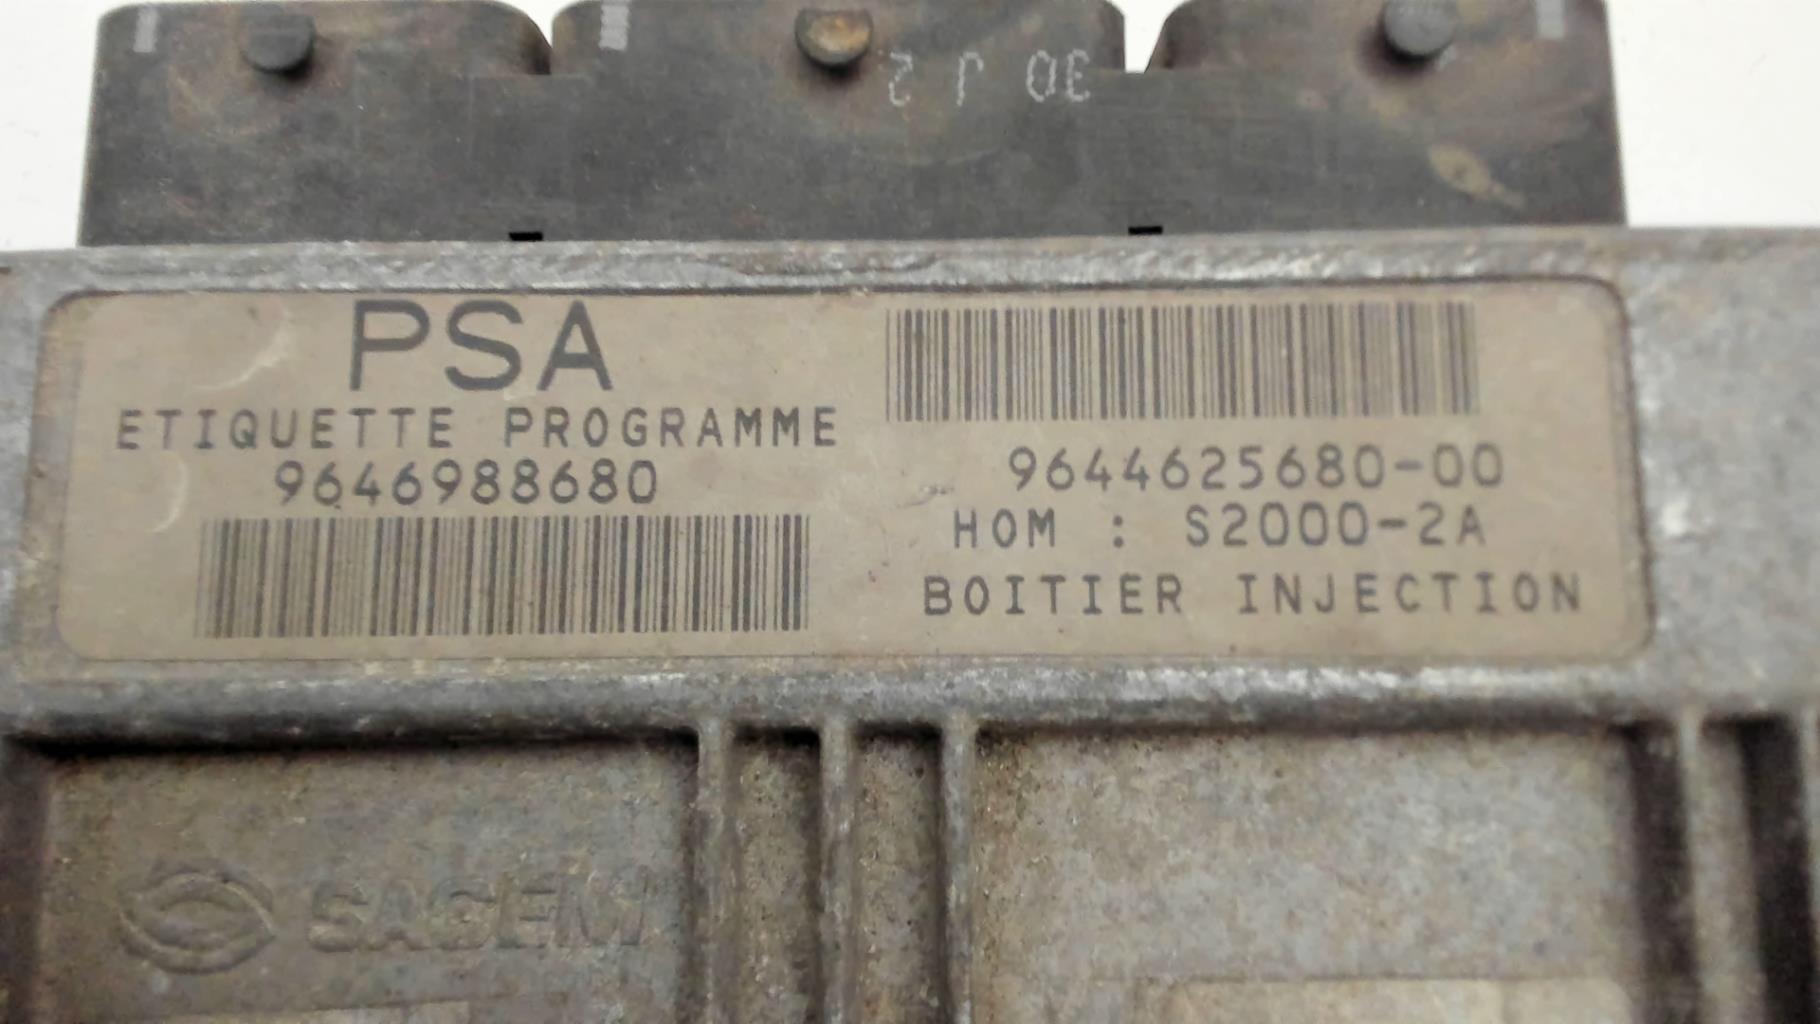 30 J 2
PSA
ETIQUETTE PROGRAMME
9646988680
9644625680-00
HOM : S2000-2A
BOITIER INJECTION
SAGEM